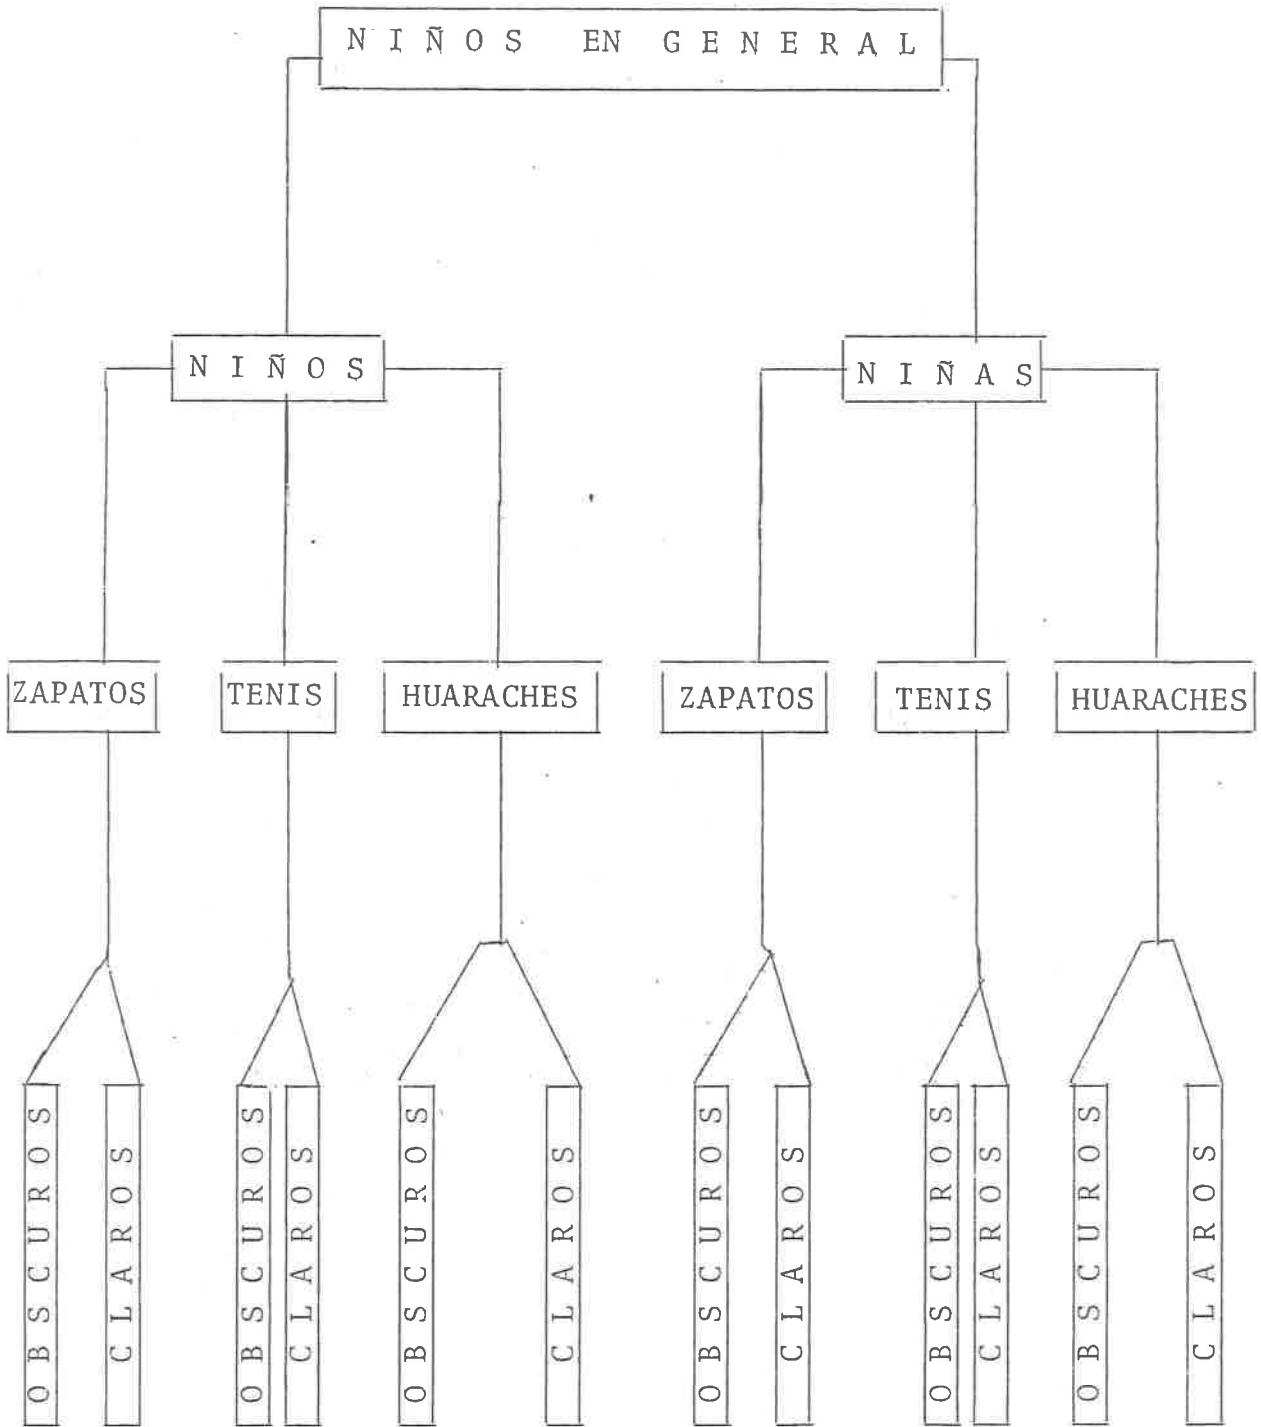 NIÑOS EN GENERAL
NIÑOS
NIÑAS
ZAPATOS
TENIS
HUARACHES
ZAPATOS
TENIS
HUARACHES
OBSCUROS
CLAROS
OBSCUROS
CLAROS
OBSCUROS
CLAROS
OBSCUROS
CLAROS
OBSCUROS
CLAROS
OBSCUROS
CLAROS